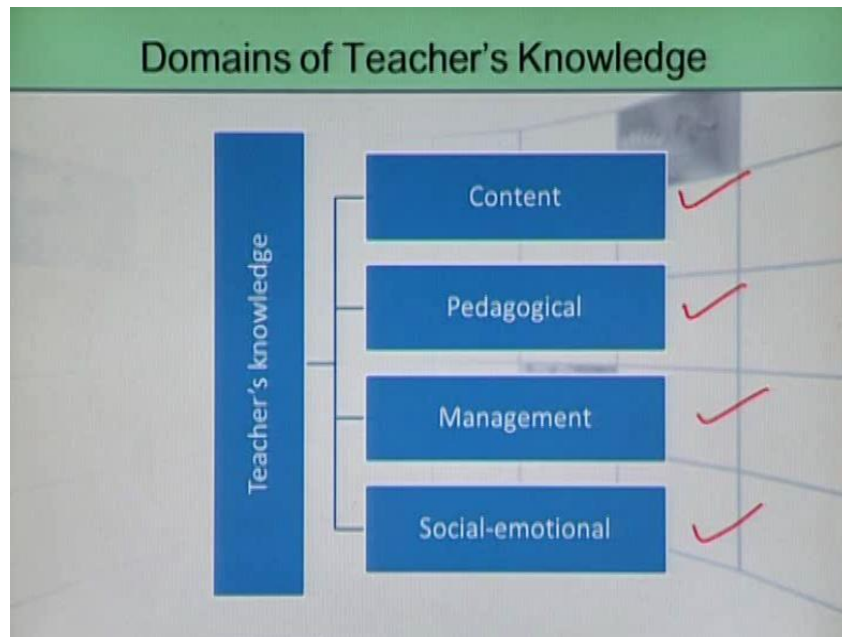 Domains of Teacher's Knowledge
Teacher's knowledge
Content
Pedagogical
Management
Social-emotional